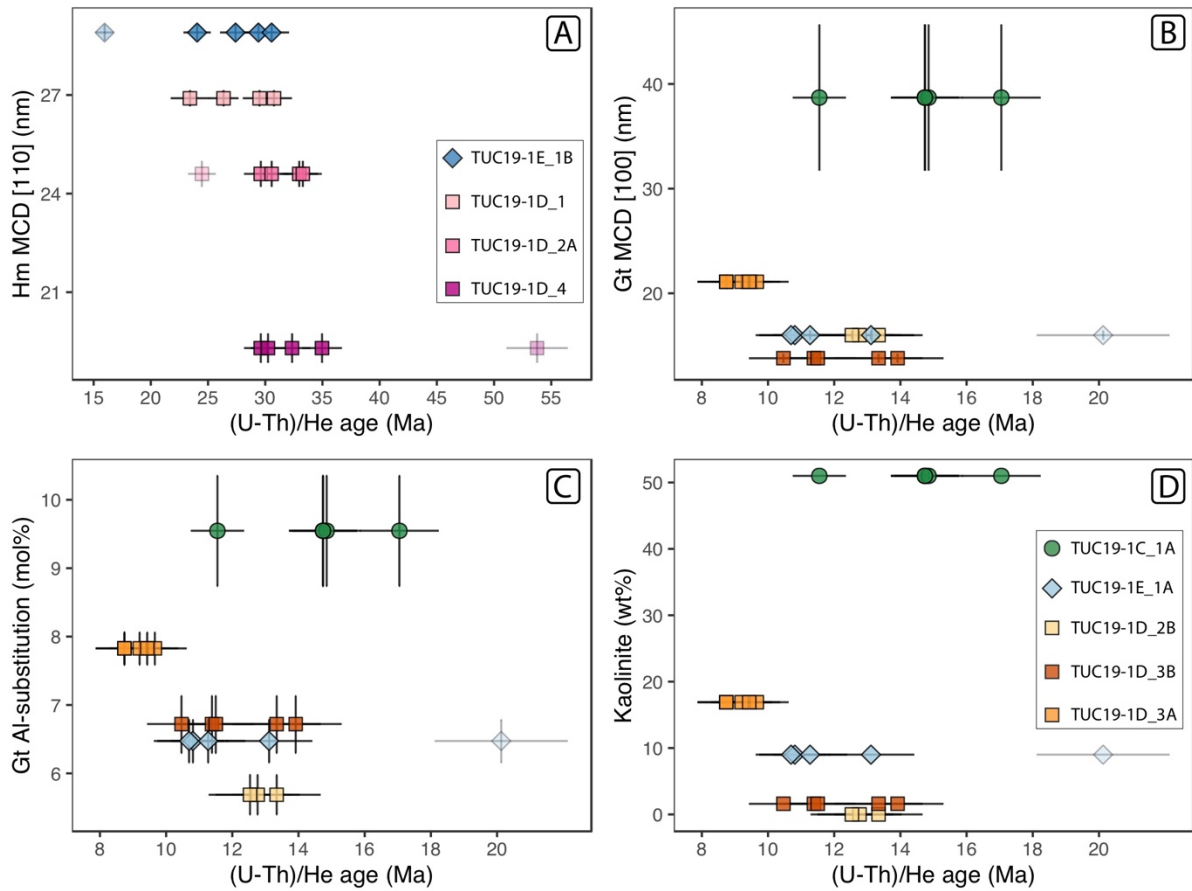 A
Hm MCD [110] (nm)
27
24
21
TUC19-1E_1B
TUC19-1D_1
TUC19-1D_2A
TUC19-1D_4
15 20 25 30 35 40 45 50 55
(U-Th)/He age (Ma)
B
Gt MCD [100] (nm)
40
30
20
8 10 12 14 16 18 20
(U-Th)/He age (Ma)
C
Gt Al-substitution (mol%)
10
9
8
7
6
8 10 12 14 16 18 20
(U-Th)/He age (Ma)
D
Kaolinite (wt%)
50
40
30
20
10
0
TUC19-1C_1A
TUC19-1E_1A
TUC19-1D_2B
TUC19-1D_3B
TUC19-1D_3A
8 10 12 14 16 18 20
(U-Th)/He age (Ma)